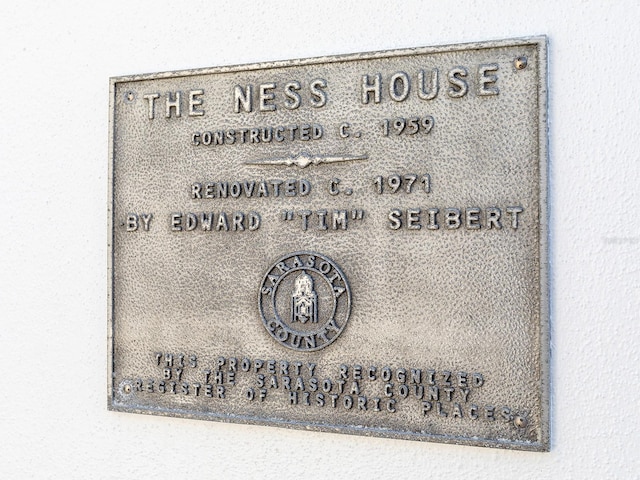 THE NESS HOUSE
CONSTRUCTED C. 1959
RENOVATED C. 1971
BY EDWARD "TIM" SEIBERT
SARASOTA
COUNTY
THIS PROPERTY RECOGNIZED
BY THE SARASOTA COUNTY
REGISTER OF HISTORIC PLACES